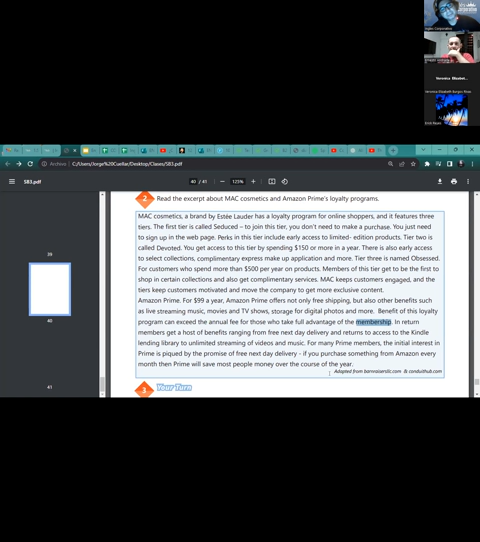 Veronica Elizabet...
C:/Users/Jorge%20Cuellar/Desktop/Clases/SB3.pdf
SB3.pdf
40 / 41
125%
39
40
41
2 Read the excerpt about MAC cosmetics and Amazon Prime's loyalty programs.
MAC cosmetics, a brand by Estée Lauder has a loyalty program for online shoppers, and it features three
tiers. The first tier is called Seduced – to join this tier, you don't need to make a purchase. You just need
to sign up in the web page. Perks in this tier include early access to limited- edition products. Tier two is
called Devoted. You get access to this tier by spending $150 or more in a year. There is also early access
to select collections, complimentary express make up application and more. Tier three is named Obsessed.
For customers who spend more than $500 per year on products. Members of this tier get to be the first to
shop in certain collections and also get complimentary services. MAC keeps customers engaged, and the
tiers keep customers motivated and move the company to get more exclusive content.
Amazon Prime. For $99 a year, Amazon Prime offers not only free shipping, but also other benefits such
as live streaming music, movies and TV shows, storage for digital photos and more. Benefit of this loyalty
program can exceed the annual fee for those who take full advantage of the membership. In return
members get a host of benefits ranging from free next day delivery and returns to access to the Kindle
lending library to unlimited streaming of videos and music. For many Prime members, the initial interest in
Prime is piqued by the promise of free next day delivery - if you purchase something from Amazon every
month then Prime will save most people money over the course of the year.
Adapted from barnraisersllc.com & conduithub.com
3 Your Turn